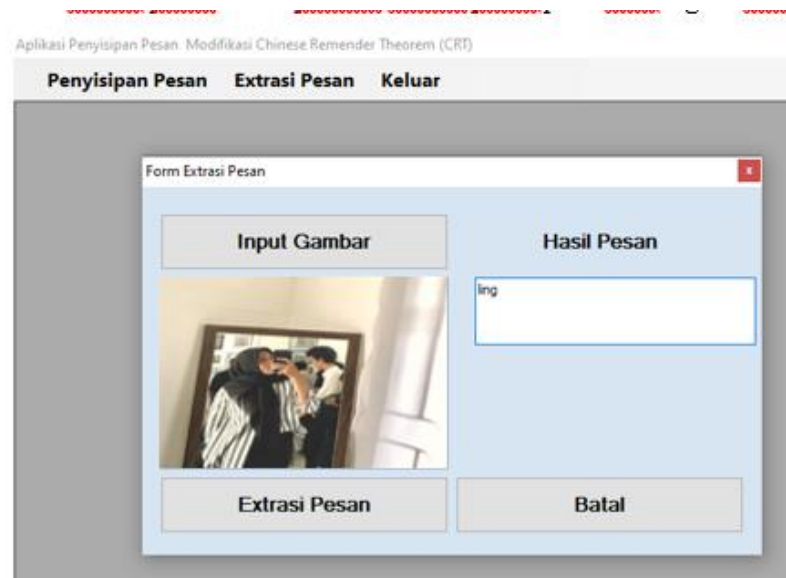 Aplikasi Penyisipan Pesan. Modifikasi Chinese Remender Theorem (CRT)
Penyisipan Pesan Extrasi Pesan Keluar
Form Extrasi Pesan
x
Input Gambar Hasil Pesan
ling
Extrasi Pesan Batal